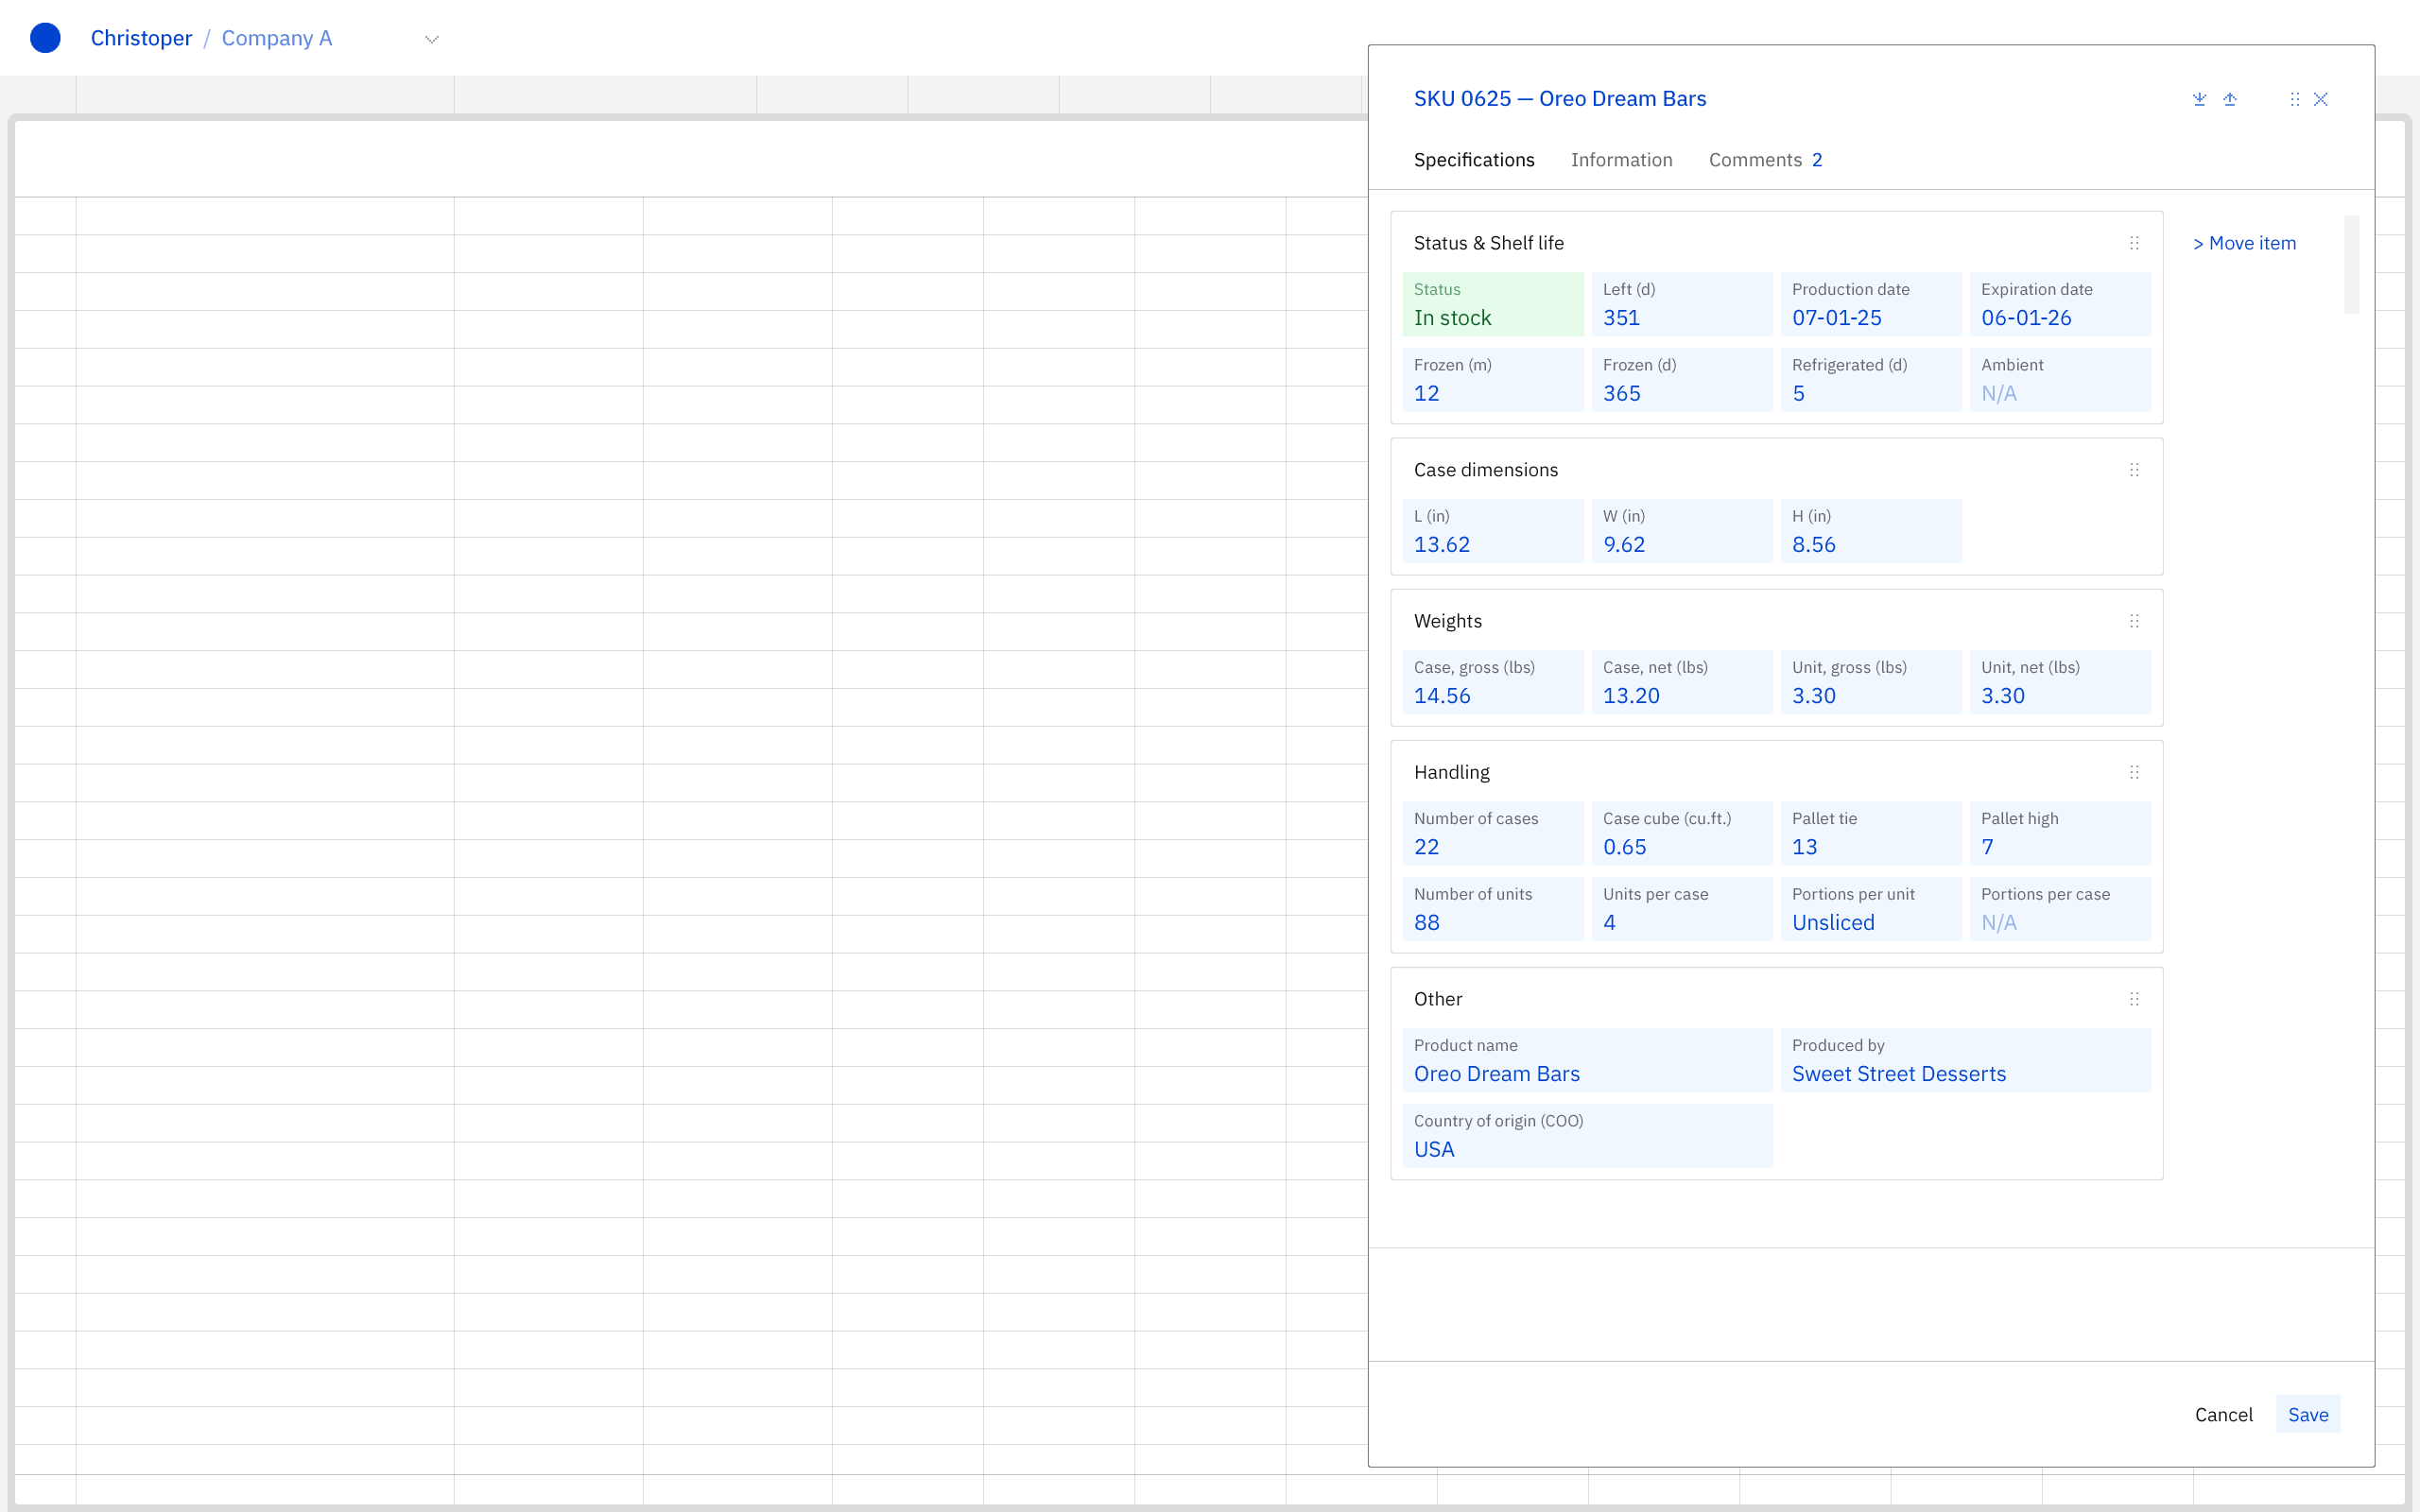 Christoper / Company A
SKU 0625 — Oreo Dream Bars
Specifications Information Comments 2
Status & Shelf life
> Move item
Status Left (d) Production date Expiration date
In stock 351 07-01-25 06-01-26
Frozen (m) Frozen (d) Refrigerated (d) Ambient
12 365 5 N/A
Case dimensions
L (in) W (in) H (in)
13.62 9.62 8.56
Weights
Case, gross (lbs) Case, net (lbs) Unit, gross (lbs) Unit, net (lbs)
14.56 13.20 3.30 3.30
Handling
Number of cases Case cube (cu.ft.) Pallet tie Pallet high
22 0.65 13 7
Number of units Units per case Portions per unit Portions per case
88 4 Unsliced N/A
Other
Product name Produced by
Oreo Dream Bars Sweet Street Desserts
Country of origin (COO)
USA
Cancel Save